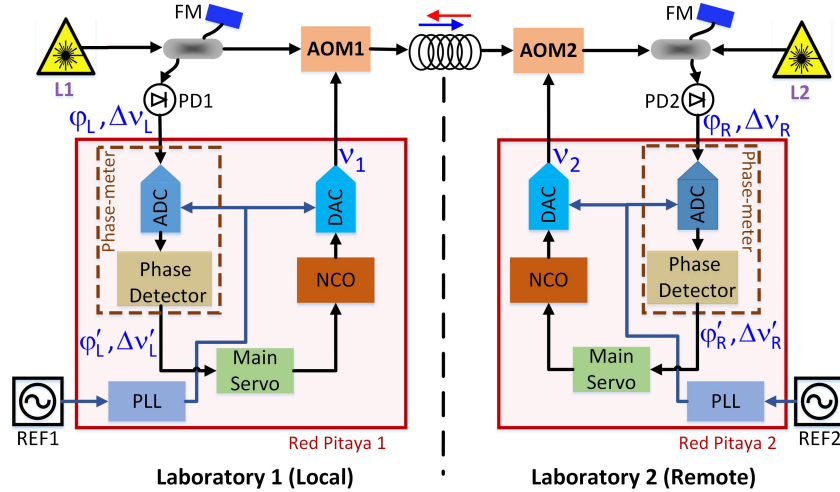 FM
FM
AOM1
AOM2
L1
L2
PD1
PD2
φL, ΔνL
φR, ΔνR
ν1
ν2
Phase-meter
ADC
DAC
DAC
ADC
Phase-meter
Phase
Detector
NCO
NCO
Phase
Detector
φ′L, Δν′L
φ′R, Δν′R
Main
Servo
Main
Servo
PLL
PLL
REF1
REF2
Red Pitaya 1
Red Pitaya 2
Laboratory 1 (Local)
Laboratory 2 (Remote)